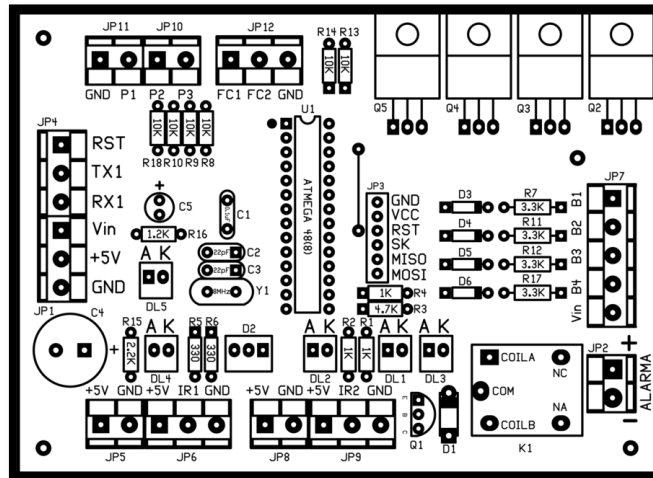 JP11 JP10 JP12
GND P1 P2 P3 FC1 FC2 GND
R14 R13
10K 10K
Q5 Q4 Q3 Q2
U1
ATMEGA 48(8)
10K 10K 10K 10K
R18 R10 R9 R8
JP4
RST
TX1
RX1
Vin
+5V
GND
JP1
+
C5
1.2K R16
A K
DL5
0.1uF
C1
22pF C2
22pF C3
8MHz Y1
JP3
GND
VCC
RST
SK
MISO
MOSI
1K R4
4.7K R3
D3 R7
3.3K
D4 R11
3.3K
D5 R12
3.3K
D6 R17
3.3K
JP7
B1
B2
B3
B4
Vin
C4
+
R15
2.2K
A K
DL4
R5 R6
330 330
D2
A K
DL2
R2 R1
1K 1K
A K
DL1
A K
DL3
+5V GND +5V IR1 GND
JP5 JP6
+5V GND +5V IR2 GND
JP8 JP9
Q1
D1
COILA
NC
COM
COILB
NA
K1
JP2
+
ALARMA
-